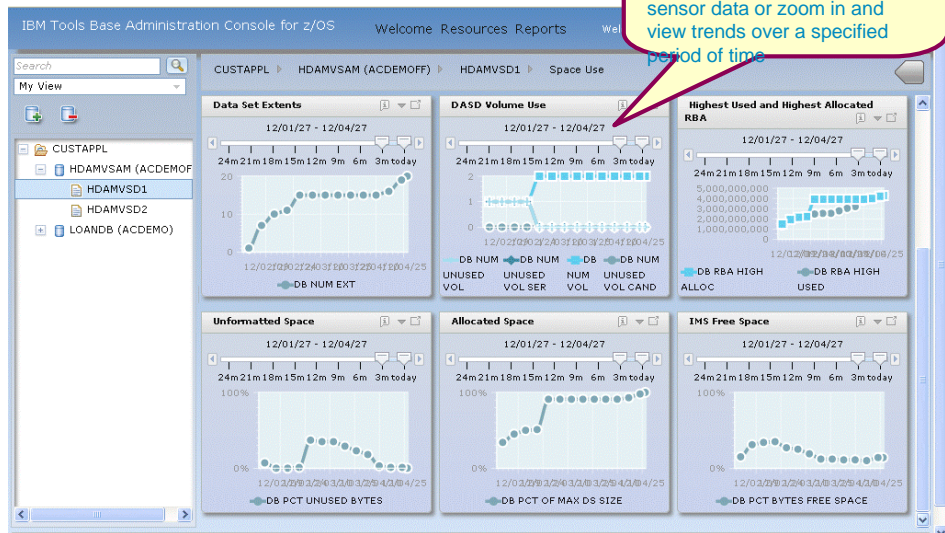 IBM Tools Base Administration Console for z/OS
Welcome Resources Reports
Wel
sensor data or zoom in and
view trends over a specified
period of time
Search
My View
CUSTAPPL
HDAMVSAM (ACDEMOF
HDAMVSD1
HDAMVSD2
LOANDB (ACDEMO)
CUSTAPPL HDAMVSAM (ACDEMOFF) HDAMVSD1 Space Use
Data Set Extents
12/01/27 - 12/04/27
24m 21m 18m 15m 12m 9m 6m 3m today
20
10
0
DB NUM EXT
DASD Volume Use
12/01/27 - 12/04/27
24m 21m 18m 15m 12m 9m 6m 3m today
2
1
0
DB NUM DB NUM DB DB NUM
UNUSED UNUSED NUM UNUSED
VOL VOL SER VOL VOL CAND
Highest Used and Highest Allocated
RBA
12/01/27 - 12/04/27
24m 21m 18m 15m 12m 9m 6m 3m today
5,000,000,000
4,000,000,000
3,000,000,000
2,000,000,000
1,000,000,000
0
DB RBA HIGH DB RBA HIGH
ALLOC USED
Unformatted Space
12/01/27 - 12/04/27
24m 21m 18m 15m 12m 9m 6m 3m today
100%
0%
DB PCT UNUSED BYTES
Allocated Space
12/01/27 - 12/04/27
24m 21m 18m 15m 12m 9m 6m 3m today
100%
0%
DB PCT OF MAX DS SIZE
IMS Free Space
12/01/27 - 12/04/27
24m 21m 18m 15m 12m 9m 6m 3m today
100%
0%
DB PCT BYTES FREE SPACE